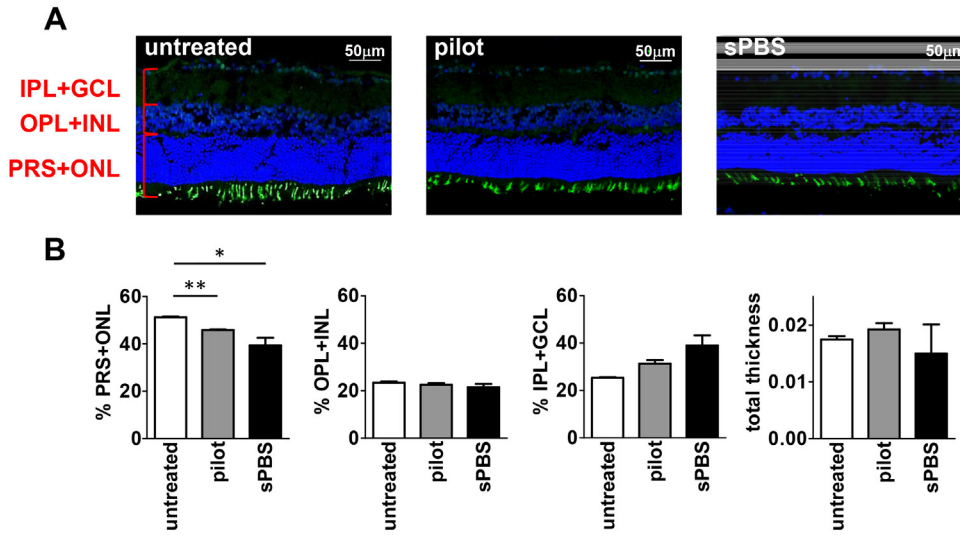 A
untreated
50μm
pilot
50μm
sPBS
50μm
IPL+GCL
OPL+INL
PRS+ONL
B
% PRS+ONL
60
40
20
0
*
**
untreated
pilot
sPBS
% OPL+INL
60
40
20
0
untreated
pilot
sPBS
% IPL+GCL
60
40
20
0
untreated
pilot
sPBS
total thickness
0.02
0.01
0.00
untreated
pilot
sPBS